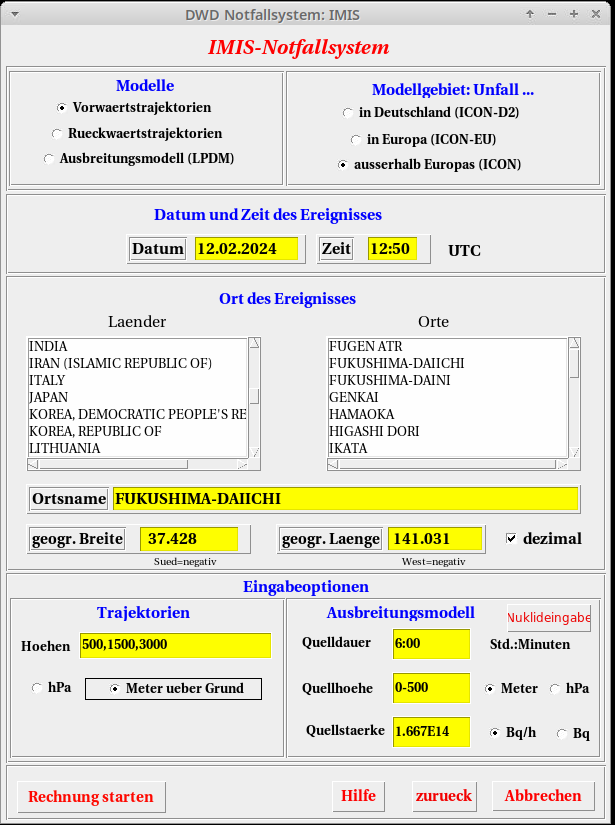 DWD Notfallsystem: IMIS
IMIS-Notfallsystem
Modelle
Vorwaertstrajektorien
Rueckwaertstrajektorien
Ausbreitungsmodell (LPDM)
Modellgebiet: Unfall ...
in Deutschland (ICON-D2)
in Europa (ICON-EU)
ausserhalb Europas (ICON)
Datum und Zeit des Ereignisses
Datum 12.02.2024 Zeit 12:50 UTC
Ort des Ereignisses
Laender
INDIA
IRAN (ISLAMIC REPUBLIC OF)
ITALY
JAPAN
KOREA, DEMOCRATIC PEOPLE'S RE
KOREA, REPUBLIC OF
LITHUANIA
Orte
FUGEN ATR
FUKUSHIMA-DAIICHI
FUKUSHIMA-DAINI
GENKAI
HAMAOKA
HIGASHI DORI
IKATA
Ortsname FUKUSHIMA-DAIICHI
geogr. Breite 37.428 geogr. Laenge 141.031 dezimal
Sued=negativ West=negativ
Eingabeoptionen
Trajektorien
Hoehen 500,1500,3000
hPa Meter ueber Grund
Ausbreitungsmodell Nuklideingabe
Quelldauer 6:00 Std.:Minuten
Quellhoehe 0-500 Meter hPa
Quellstaerke 1.667E14 Bq/h Bq
Rechnung starten Hilfe zurueck Abbrechen